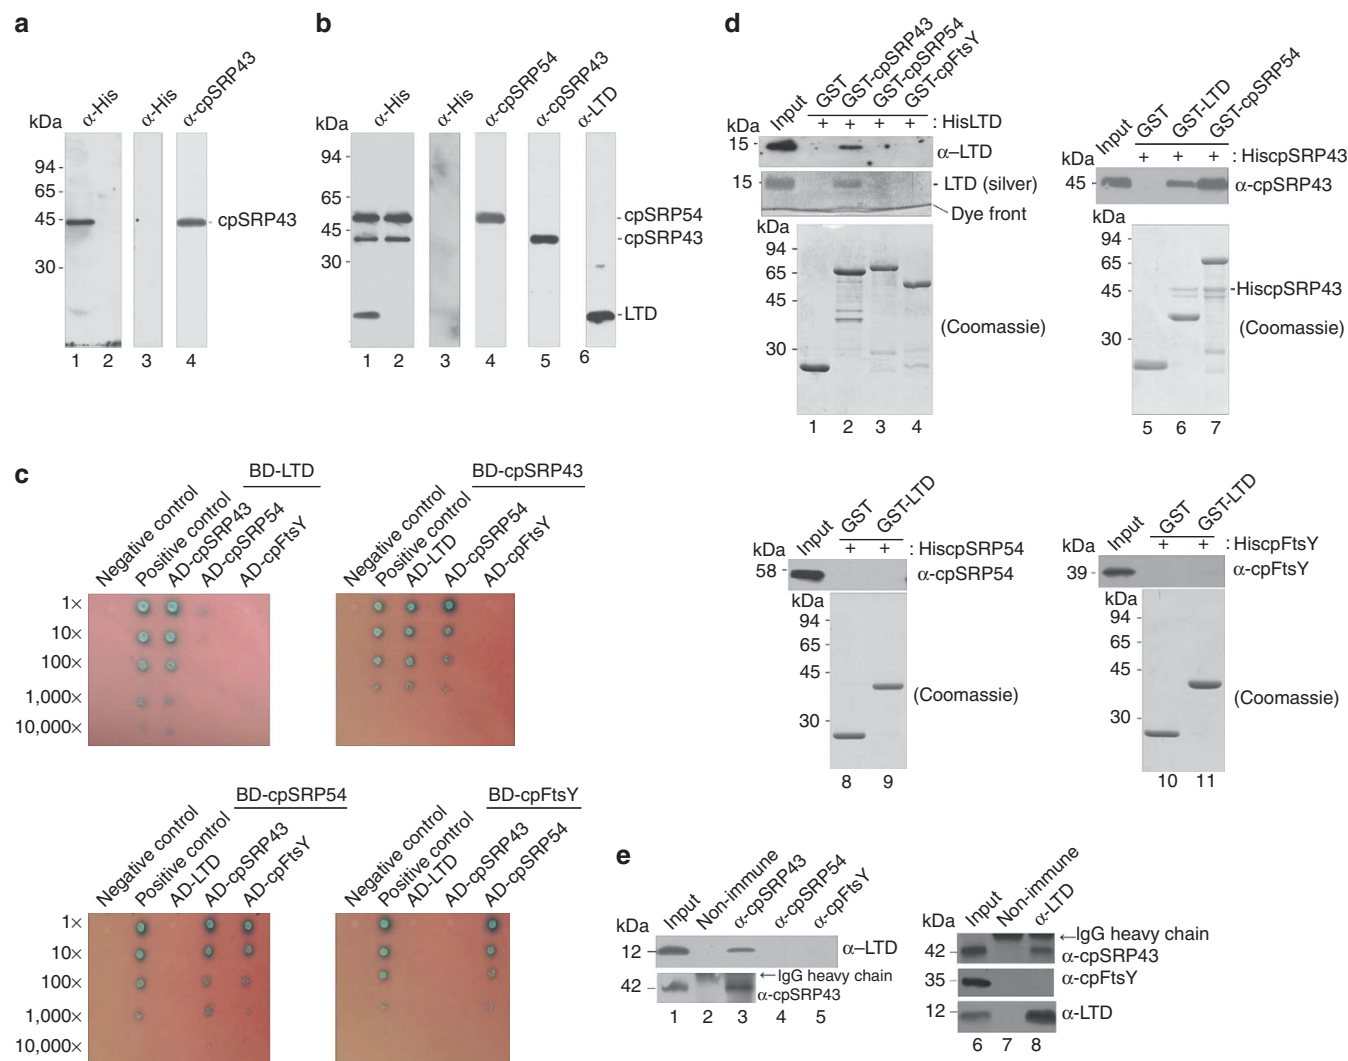 a
α-His
α-His
α-cpSRP43
kDa
94
65
45
30
cpSRP43
1 2 3 4
b
α-His
α-His
α-cpSRP54
α-cpSRP43
α-LTD
kDa
94
65
45
30
cpSRP54
cpSRP43
LTD
1 2 3 4 5 6
c
BD-LTD
Negative control
Positive control
AD-cpSRP43
AD-cpSRP54
AD-cpFtsY
1×
10×
100×
1,000×
10,000×
BD-cpSRP43
Negative control
Positive control
AD-LTD
AD-cpSRP54
AD-cpFtsY
BD-cpSRP54
Negative control
Positive control
AD-LTD
AD-cpSRP43
AD-cpFtsY
1×
10×
100×
1,000×
10,000×
BD-cpFtsY
Negative control
Positive control
AD-LTD
AD-cpSRP43
AD-cpSRP54
d
Input
GST
GST-cpSRP43
GST-cpSRP54
GST-cpFtsY
kDa
+ + + + : HisLTD
15
α–LTD
15
LTD (silver)
Dye front
kDa
94
65
45
30
(Coomassie)
1 2 3 4
Input
GST
GST-LTD
GST-cpSRP54
kDa
+ + + : HiscpSRP43
45
α-cpSRP43
kDa
94
65
45
30
HiscpSRP43
(Coomassie)
5 6 7
Input
GST
GST-LTD
kDa
+ + : HiscpSRP54
58
α-cpSRP54
kDa
94
65
45
30
(Coomassie)
8 9
Input
GST
GST-LTD
kDa
+ + : HiscpFtsY
39
α-cpFtsY
kDa
94
65
45
30
(Coomassie)
10 11
e
Input
Non-immune
α-cpSRP43
α-cpSRP54
α-cpFtsY
kDa
12
α–LTD
42
←IgG heavy chain
α-cpSRP43
1 2 3 4 5
Input
Non-immune
α-LTD
kDa
←IgG heavy chain
42
α-cpSRP43
35
α-cpFtsY
12
α-LTD
6 7 8